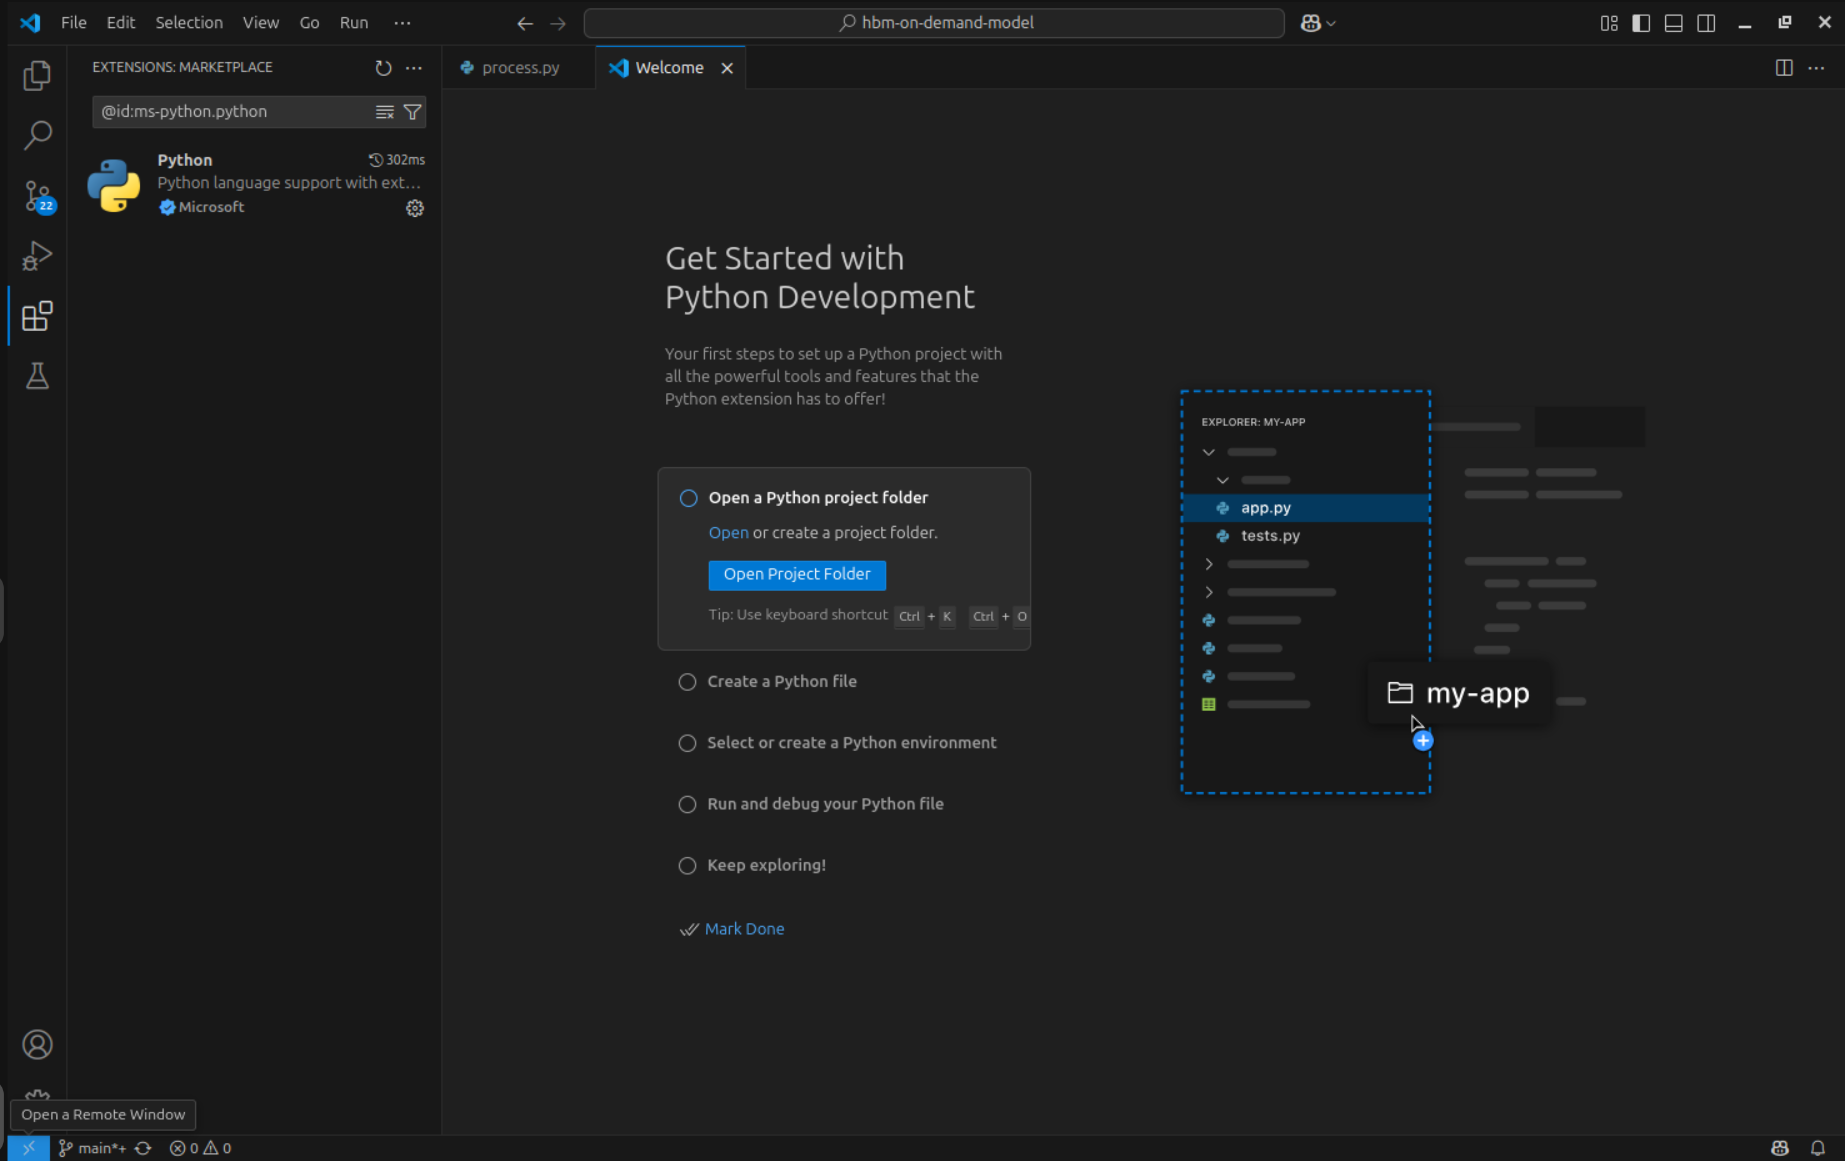 File Edit Selection View Go Run ···
hbm-on-demand-model
EXTENSIONS: MARKETPLACE
process.py
Welcome
@id:ms-python.python
Python
302ms
Python language support with ext...
Microsoft
22
Get Started with
Python Development
Your first steps to set up a Python project with
all the powerful tools and features that the
Python extension has to offer!
Open a Python project folder
Open or create a project folder.
Open Project Folder
Tip: Use keyboard shortcut Ctrl + K Ctrl + O
Create a Python file
Select or create a Python environment
Run and debug your Python file
Keep exploring!
Mark Done
EXPLORER: MY-APP
app.py
tests.py
my-app
Open a Remote Window
main*+ 0 0